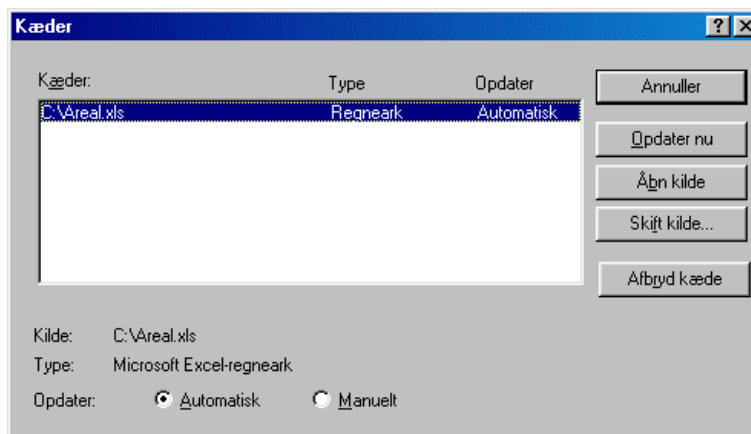 Kæder
Kæder: Type Opdater
C:\Areal.xls Regneark Automatisk
Annuller
Opdater nu
Åbn kilde
Skift kilde...
Afbryd kæde
Kilde: C:\Areal.xls
Type: Microsoft Excel-regneark
Opdater: Automatisk Manuelt